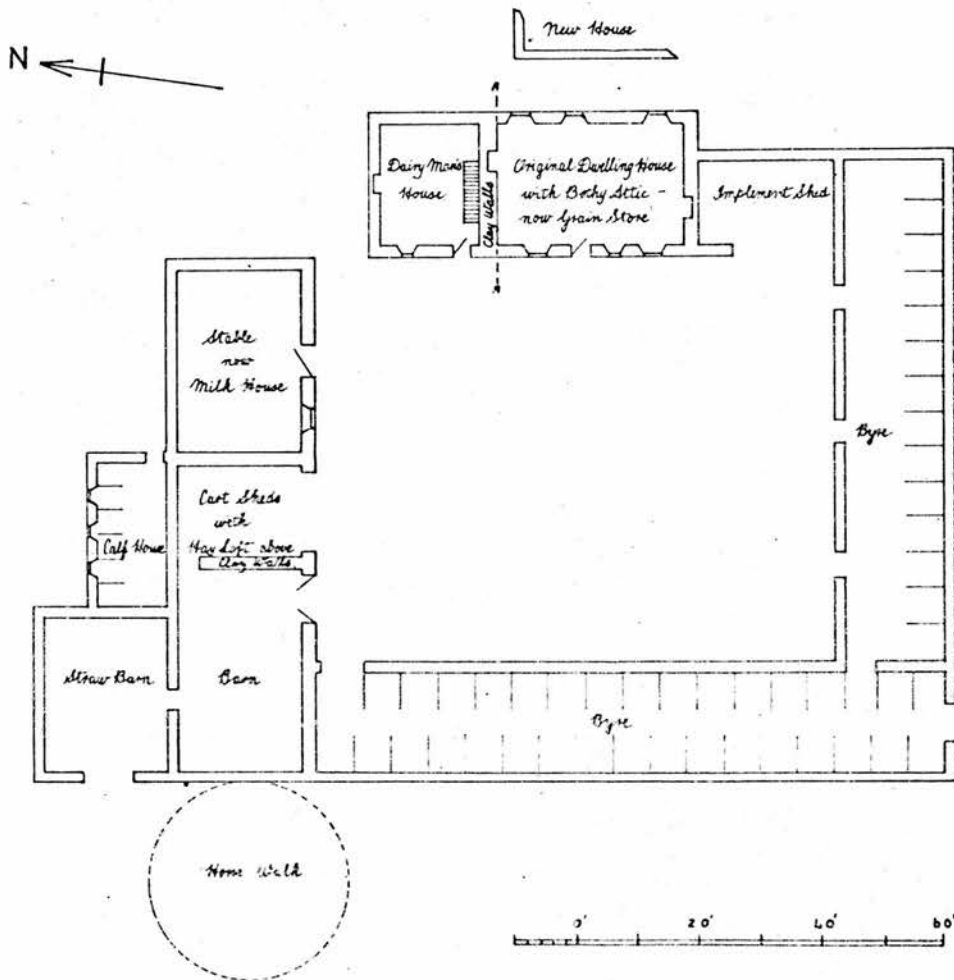 New House
N
A
Dairy Man's
House
Clay Walls
Original Dwelling House
with Bothy Attic –
now Grain Store
Implement Shed
A
Stable
now
Milk House
Byre
Cart Sheds
with
Hay Loft above
Clay Walls
Calf House
Straw Barn
Barn
Byre
Horse Walk
0' 20' 40' 60'